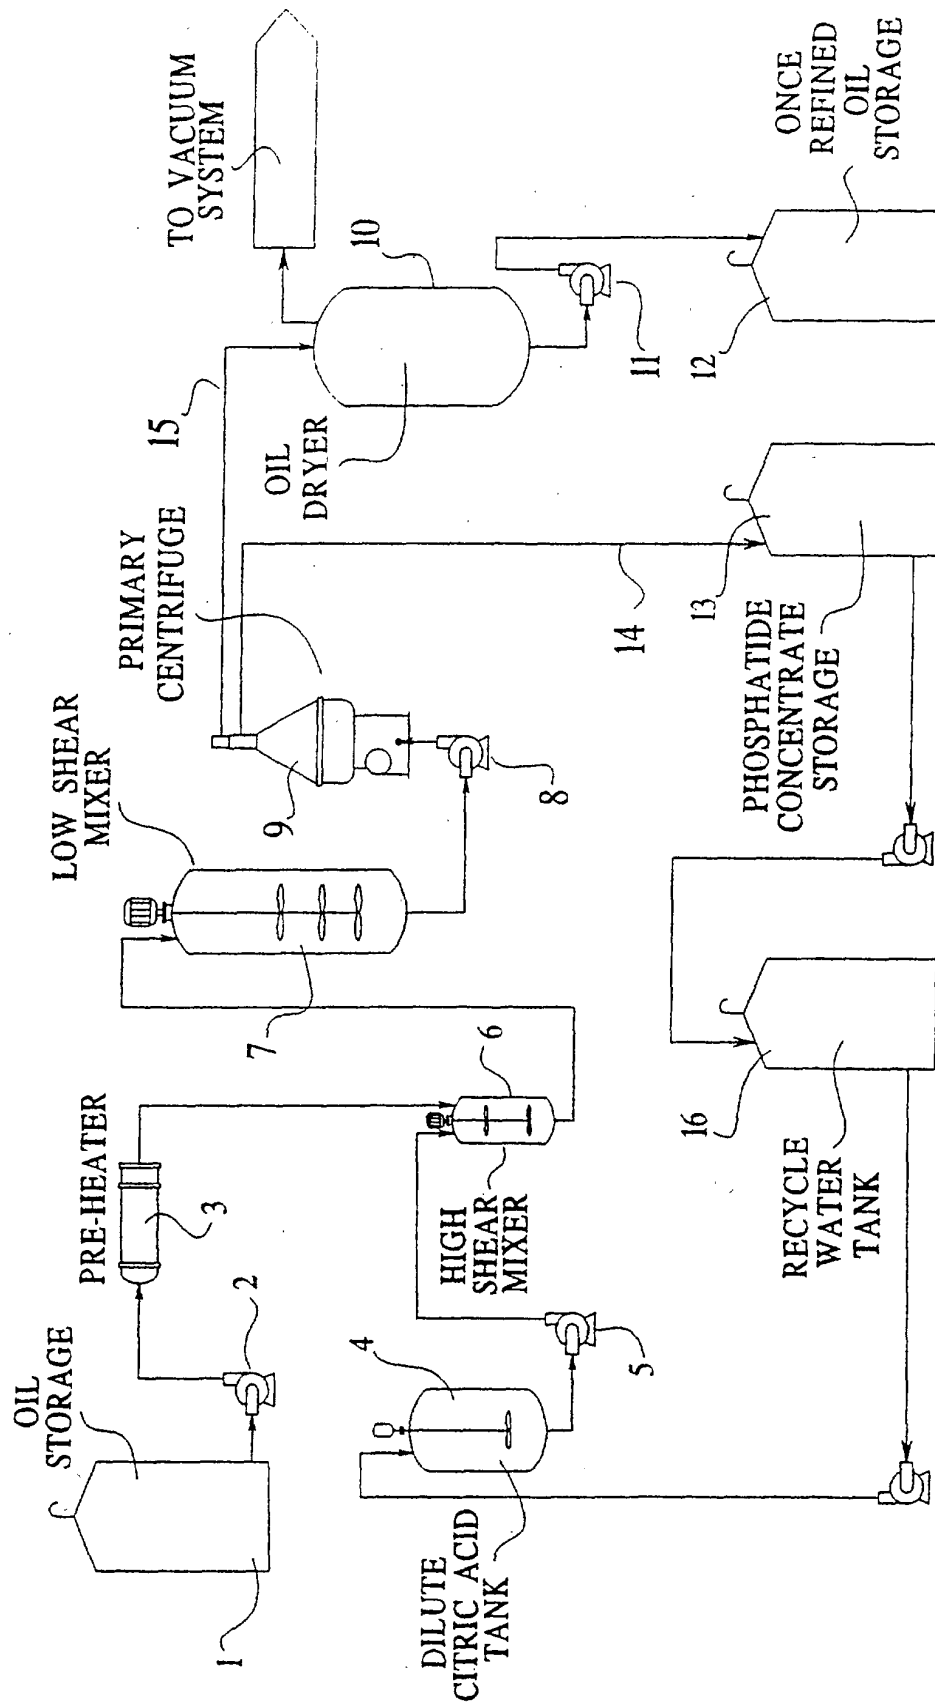 OIL
STORAGE
1
2
PRE-HEATER
3
DILUTE
CITRIC ACID
TANK
4
5
HIGH
SHEAR
MIXER
6
LOW SHEAR
MIXER
7
8
PRIMARY
CENTRIFUGE
9
15
TO VACUUM
SYSTEM
OIL
DRYER
10
11
ONCE
REFINED
OIL
STORAGE
12
14
13
PHOSPHATIDE
CONCENTRATE
STORAGE
16
RECYCLE
WATER
TANK